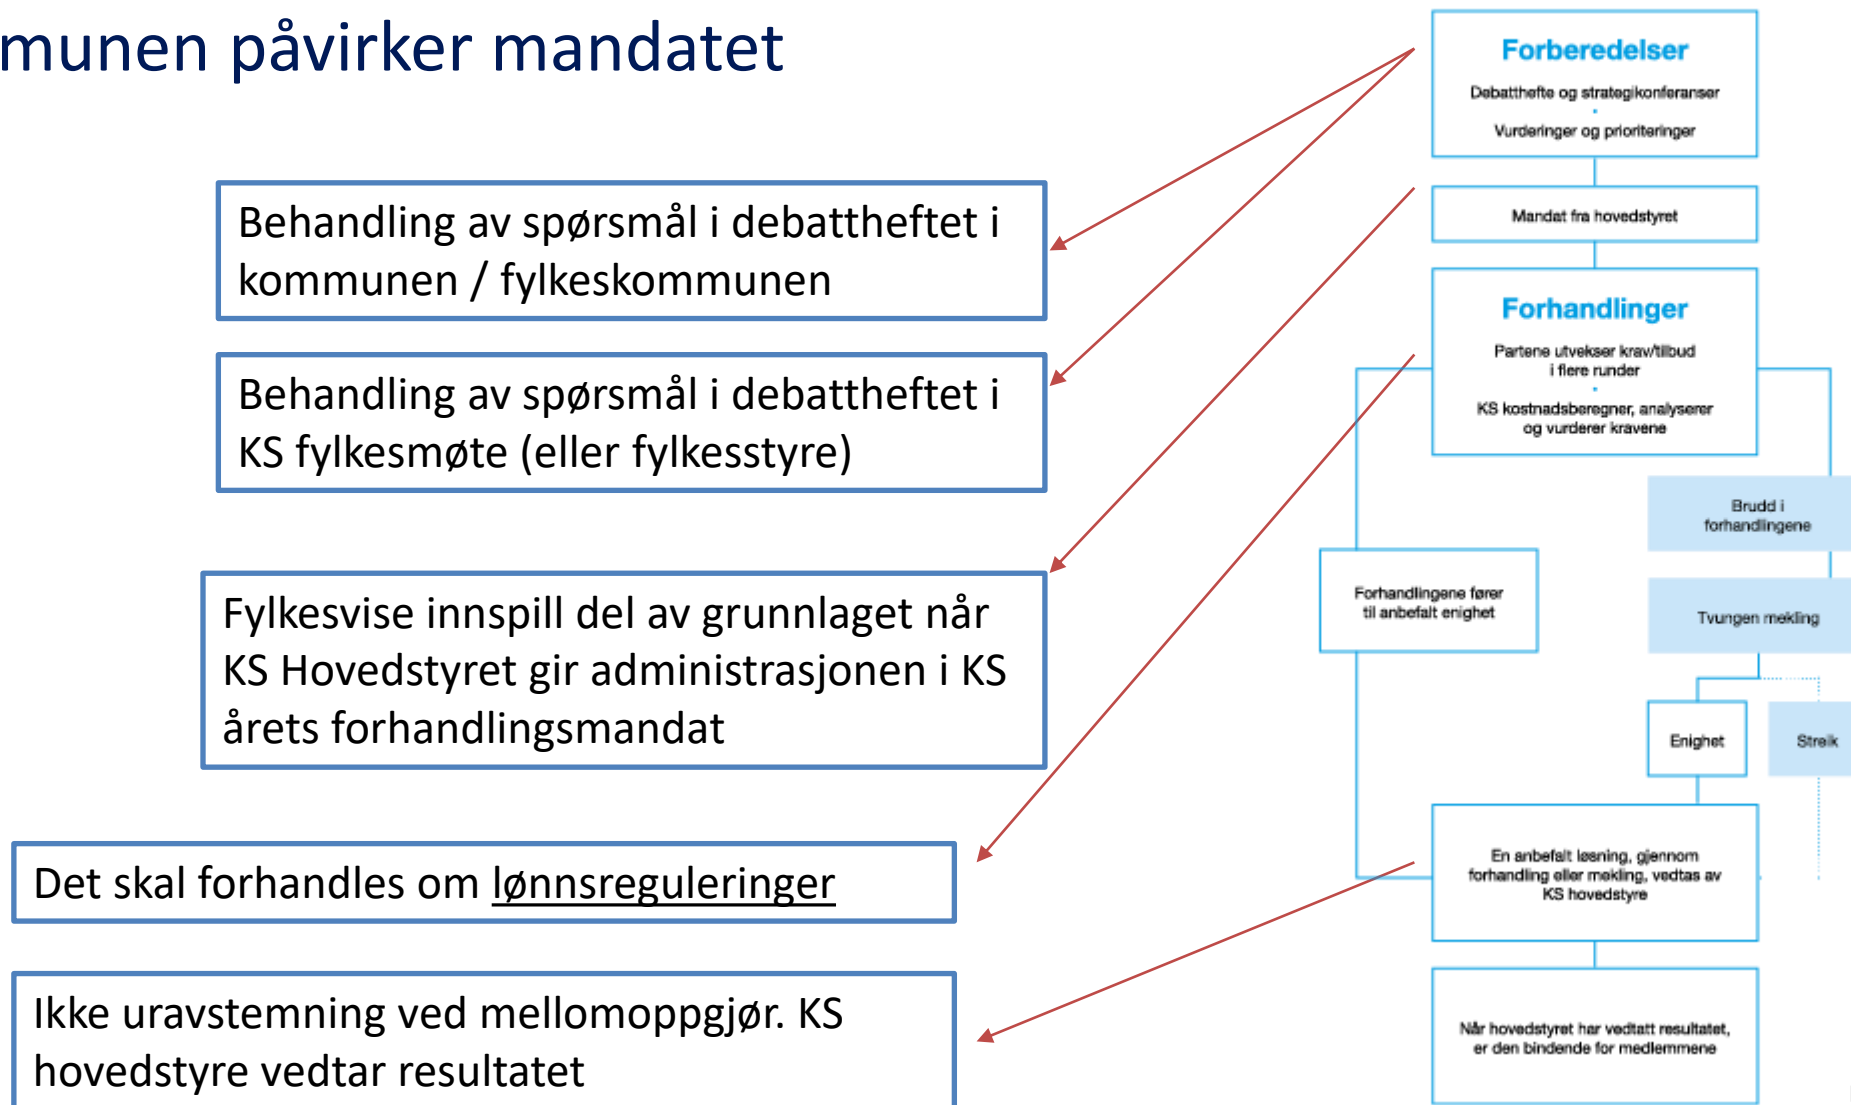 munen påvirker mandatet
Behandling av spørsmål i debattheftet i
kommunen / fylkeskommunen
Behandling av spørsmål i debattheftet i
KS fylkesmøte (eller fylkesstyre)
Fylkesvise innspill del av grunnlaget når
KS Hovedstyret gir administrasjonen i KS
årets forhandlingsmandat
Det skal forhandles om lønnsreguleringer
Ikke uravstemning ved mellomoppgjør. KS
hovedstyre vedtar resultatet
Forberedelser
Debatthefte og strategikonferanser
Vurderinger og prioriteringer
Mandat fra hovedstyret
Forhandlinger
Partene utvekser krav/tilbud
i flere runder
KS kostnadsberegner, analyserer
og vurderer kravene
Brudd i
forhandlingene
Forhandlingene fører
til anbefalt enighet
Tvungen mekling
Enighet
Streik
En anbefalt løsning, gjennom
forhandling eller mekling, vedtas av
KS hovedstyre
Når hovedstyret har vedtatt resultatet,
er den bindende for medlemmene